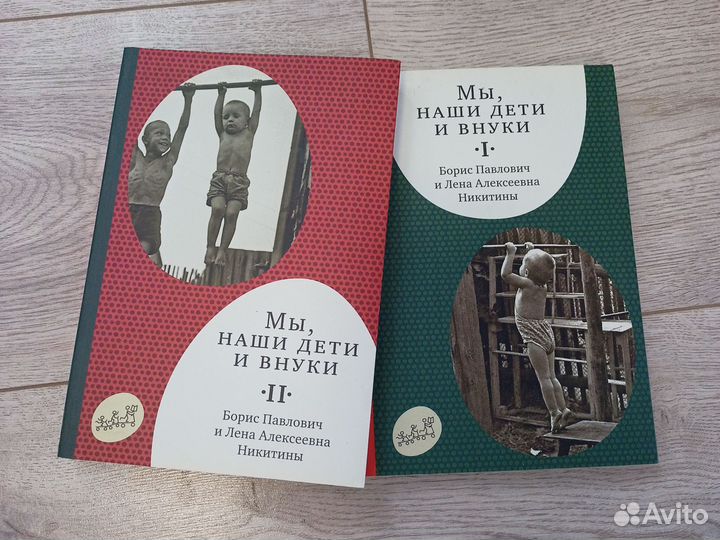 Мы,
наши дети
и внуки
·II·
Борис Павлович
и Лена Алексеевна
Никитины
Мы,
наши дети
и внуки
·I·
Борис Павлович
и Лена Алексеевна
Никитины
Avito